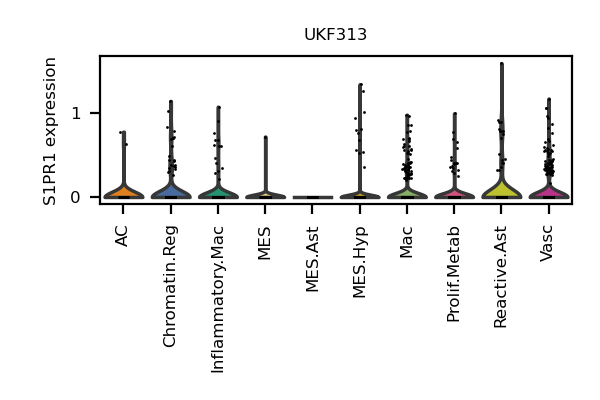 UKF313
S1PR1 expression
1
0
AC
Chromatin.Reg
Inflammatory.Mac
MES
MES.Ast
MES.Hyp
Mac
Prolif.Metab
Reactive.Ast
Vasc